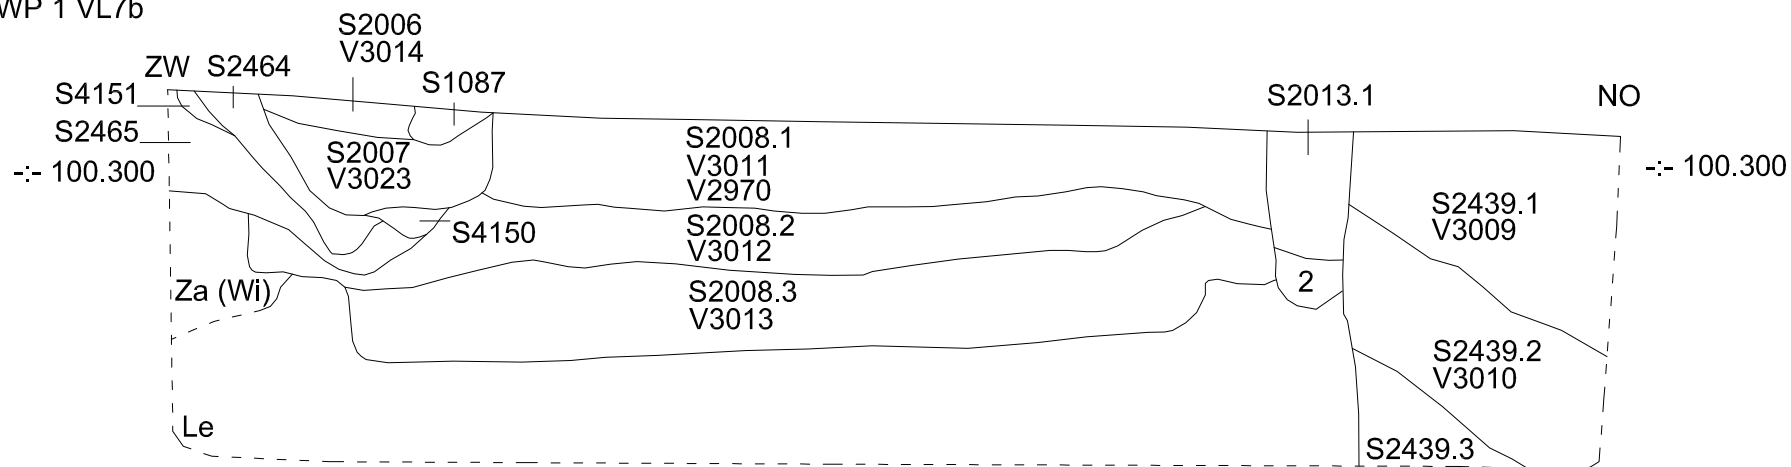 WP 1 VL7b
S2006
V3014
ZW
S2464
S1087
S4151
S2465
-:- 100.300
S2007
V3023
S4150
S2008.1
V3011
V2970
S2008.2
V3012
S2008.3
V3013
S2013.1
2
NO
-:- 100.300
S2439.1
V3009
S2439.2
V3010
S2439.3
Za (Wi)
Le